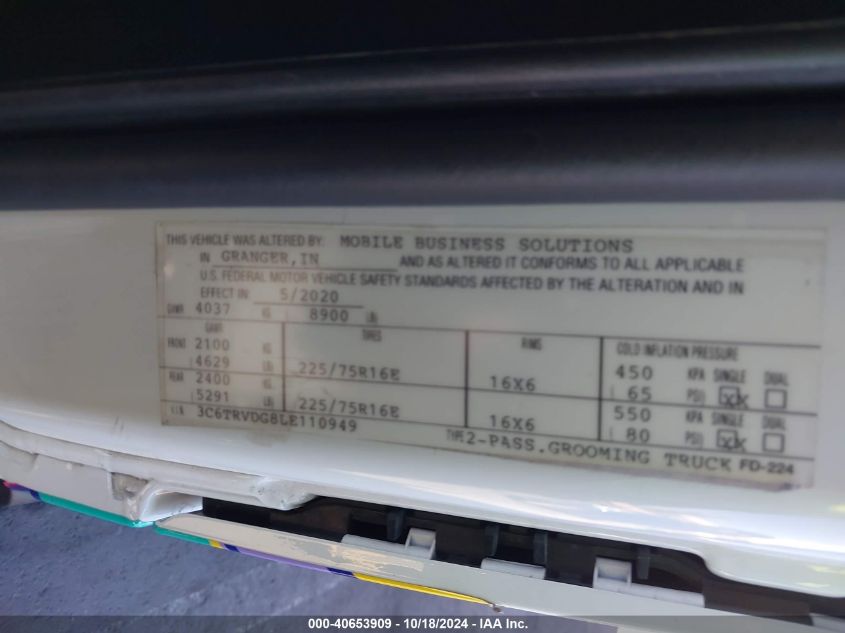 THIS VEHICLE WAS ALTERED BY: MOBILE BUSINESS SOLUTIONS
IN GRANGER, IN AND AS ALTERED IT CONFORMS TO ALL APPLICABLE
U.S. FEDERAL MOTOR VEHICLE SAFETY STANDARDS AFFECTED BY THE ALTERATION AND IN
EFFECT IN 5/2020
GVWR 4037 KG 8900 LB
GAWR TIRES RIMS COLD INFLATION PRESSURE
FRONT 2100 KG 225/75R16E 16X6 450 KPA SINGLE DUAL
4629 LB 65 PSI XX
REAR 2400 KG 225/75R16E 16X6 550 KPA SINGLE DUAL
5291 LB 80 PSI XX
VIN 3C6TRVDG8LE110949 TYPE 2-PASS.GROOMING TRUCK FD-224
000-40653909 / 10/18/2024 - IAA Inc.